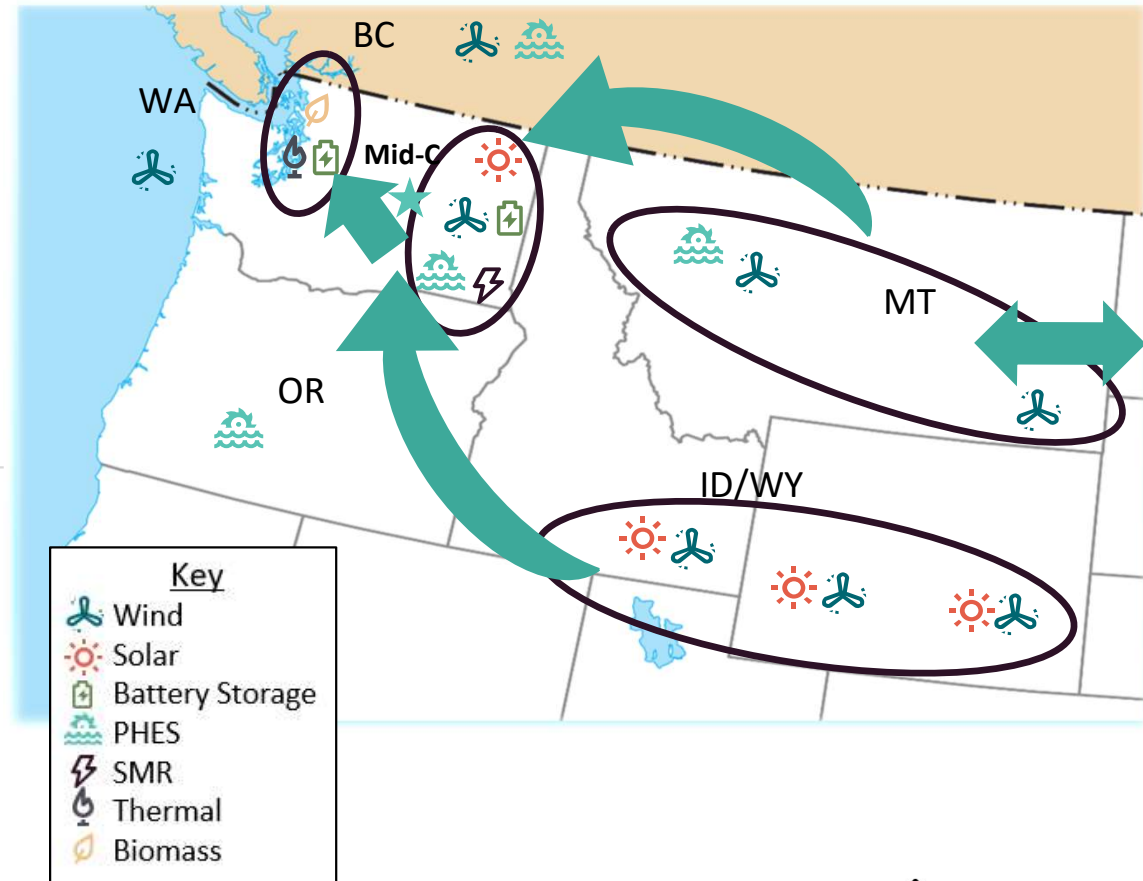 BC
WA
Mid-C
MT
OR
ID/WY
Key
Wind
Solar
Battery Storage
PHES
SMR
Thermal
Biomass